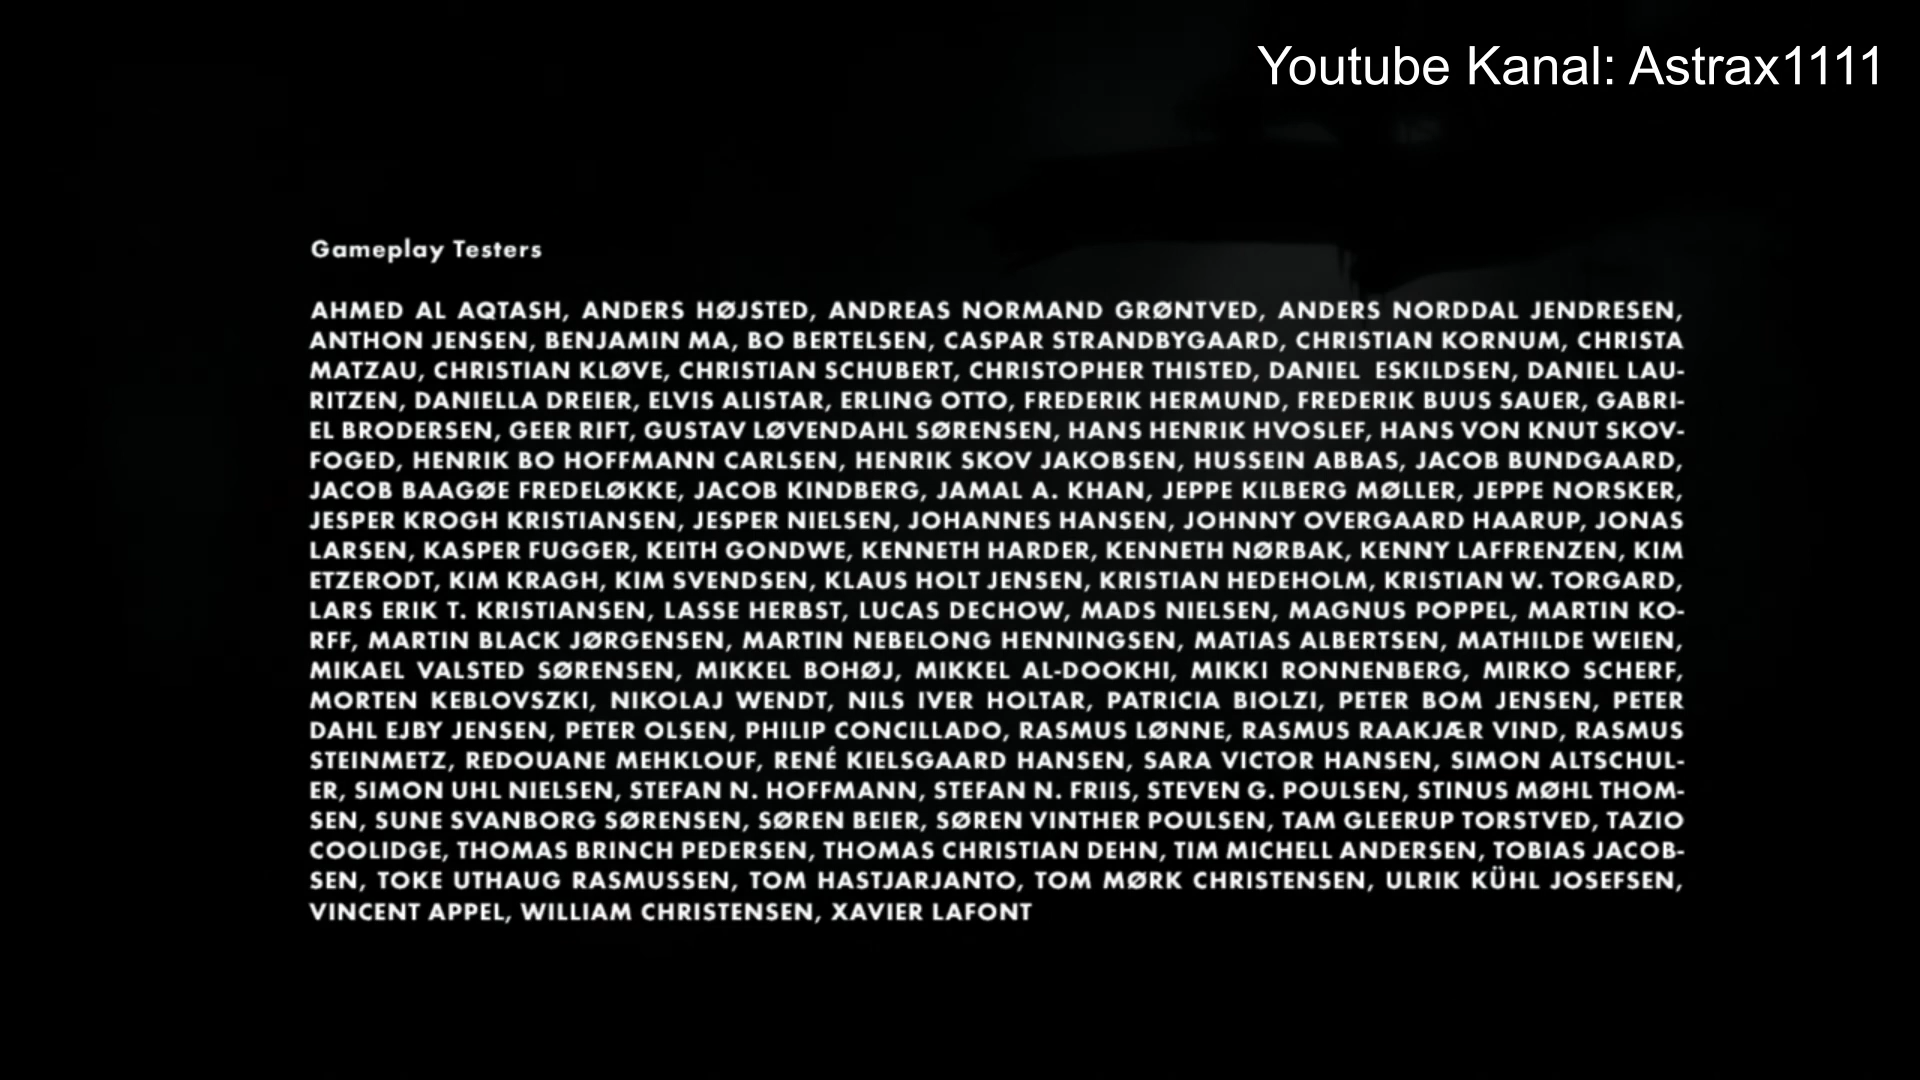 Youtube Kanal: Astrax1111
Gameplay Testers
AHMED AL AQTASH, ANDERS HØJSTED, ANDREAS NORMAND GRØNTVED, ANDERS NORDDAL JENDRESEN,
ANTHON JENSEN, BENJAMIN MA, BO BERTELSEN, CASPAR STRANDBYGAARD, CHRISTIAN KORNUM, CHRISTA
MATZAU, CHRISTIAN KLØVE, CHRISTIAN SCHUBERT, CHRISTOPHER THISTED, DANIEL ESKILDSEN, DANIEL LAU-
RITZEN, DANIELLA DREIER, ELVIS ALISTAR, ERLING OTTO, FREDERIK HERMUND, FREDERIK BUUS SAUER, GABRI-
EL BRODERSEN, GEER RIFT, GUSTAV LØVENDAHL SØRENSEN, HANS HENRIK HVOSLEF, HANS VON KNUT SKOV-
FOGED, HENRIK BO HOFFMANN CARLSEN, HENRIK SKOV JAKOBSEN, HUSSEIN ABBAS, JACOB BUNDGAARD,
JACOB BAAGØE FREDELØKKE, JACOB KINDBERG, JAMAL A. KHAN, JEPPE KILBERG MØLLER, JEPPE NORSKER,
JESPER KROGH KRISTIANSEN, JESPER NIELSEN, JOHANNES HANSEN, JOHNNY OVERGAARD HAARUP, JONAS
LARSEN, KASPER FUGGER, KEITH GONDWE, KENNETH HARDER, KENNETH NØRBAK, KENNY LAFFRENZEN, KIM
ETZERODT, KIM KRAGH, KIM SVENDSEN, KLAUS HOLT JENSEN, KRISTIAN HEDEHOLM, KRISTIAN W. TORGARD,
LARS ERIK T. KRISTIANSEN, LASSE HERBST, LUCAS DECHOW, MADS NIELSEN, MAGNUS POPPEL, MARTIN KO-
RFF, MARTIN BLACK JØRGENSEN, MARTIN NEBELONG HENNINGSEN, MATIAS ALBERTSEN, MATHILDE WEIEN,
MIKAEL VALSTED SØRENSEN, MIKKEL BOHØJ, MIKKEL AL-DOOKHI, MIKKI RONNENBERG, MIRKO SCHERF,
MORTEN KEBLOVSZKI, NIKOLAJ WENDT, NILS IVER HOLTAR, PATRICIA BIOLZI, PETER BOM JENSEN, PETER
DAHL EJBY JENSEN, PETER OLSEN, PHILIP CONCILLADO, RASMUS LØNNE, RASMUS RAAKJÆR VIND, RASMUS
STEINMETZ, REDOUANE MEHKLOUF, RENÉ KIELSGAARD HANSEN, SARA VICTOR HANSEN, SIMON ALTSCHUL-
ER, SIMON UHL NIELSEN, STEFAN N. HOFFMANN, STEFAN N. FRIIS, STEVEN G. POULSEN, STINUS MØHL THOM-
SEN, SUNE SVANBORG SØRENSEN, SØREN BEIER, SØREN VINTHER POULSEN, TAM GLEERUP TORSTVED, TAZIO
COOLIDGE, THOMAS BRINCH PEDERSEN, THOMAS CHRISTIAN DEHN, TIM MICHELL ANDERSEN, TOBIAS JACOB-
SEN, TOKE UTHAUG RASMUSSEN, TOM HASTJARJANTO, TOM MØRK CHRISTENSEN, ULRIK KÜHL JOSEFSEN,
VINCENT APPEL, WILLIAM CHRISTENSEN, XAVIER LAFONT